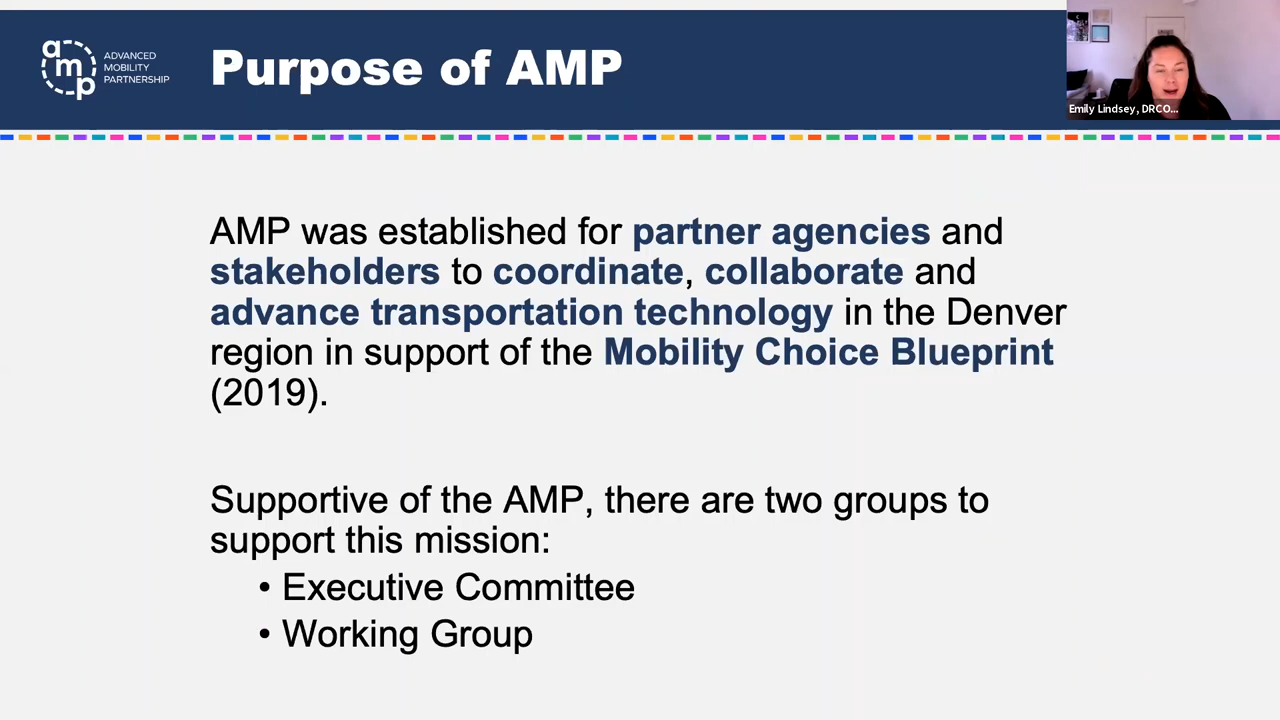 amp
ADVANCED
MOBILITY
PARTNERSHIP
Purpose of AMP
Emily Lindsey, DRCO...
AMP was established for partner agencies and
stakeholders to coordinate, collaborate and
advance transportation technology in the Denver
region in support of the Mobility Choice Blueprint
(2019).
Supportive of the AMP, there are two groups to
support this mission:
• Executive Committee
• Working Group